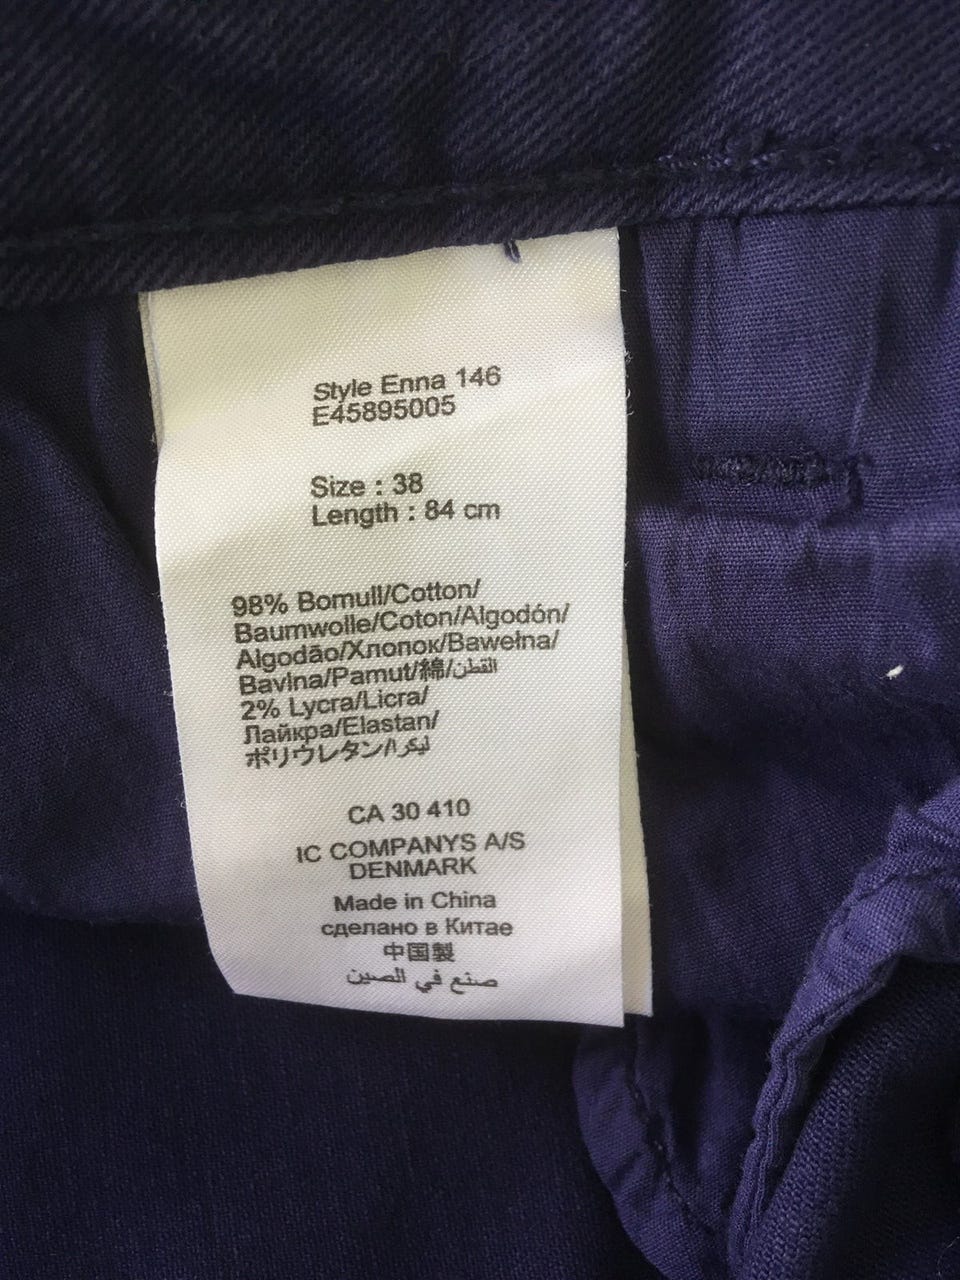 Style Enna 146
E45895005
Size : 38
Length : 84 cm
98% Bomull/Cotton/
Baumwolle/Coton/Algodón/
Algodão/Хлопок/Bawełna/
Bavlna/Pamut/綿/القطن
2% Lycra/Licra/
Лайкра/Elastan/
ポリウレタン/ليكرا
CA 30 410
IC COMPANYS A/S
DENMARK
Made in China
сделано в Китае
中国製
صنع في الصين